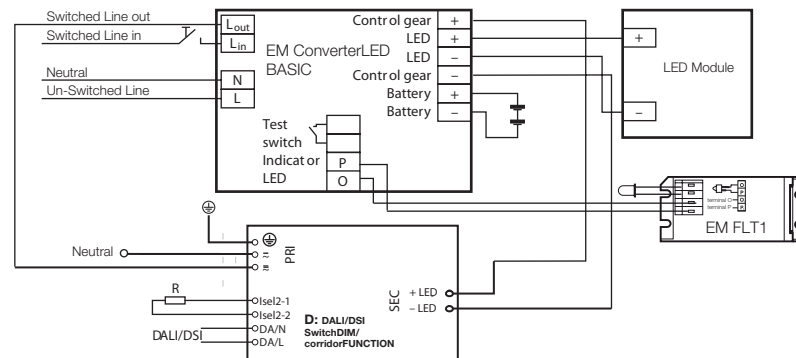 Switched Line out
Switched Line in
Neutral
Un-Switched Line
Lout
Lin
N
L
EM ConverterLED
BASIC
Control gear
LED
LED
Control gear
Battery
Battery
+
+
–
–
+
–
Test
switch
Indicator
LED
P
O
+
–
LED Module
O
P
terminal O
O
terminal P
P
EM FLT1
Neutral
PRI
R
Isel2-1
Isel2-2
DALI/DSI
DA/N
DA/L
D: DALI/DSI
SwitchDIM/
corridorFUNCTION
SEC
+ LED
– LED